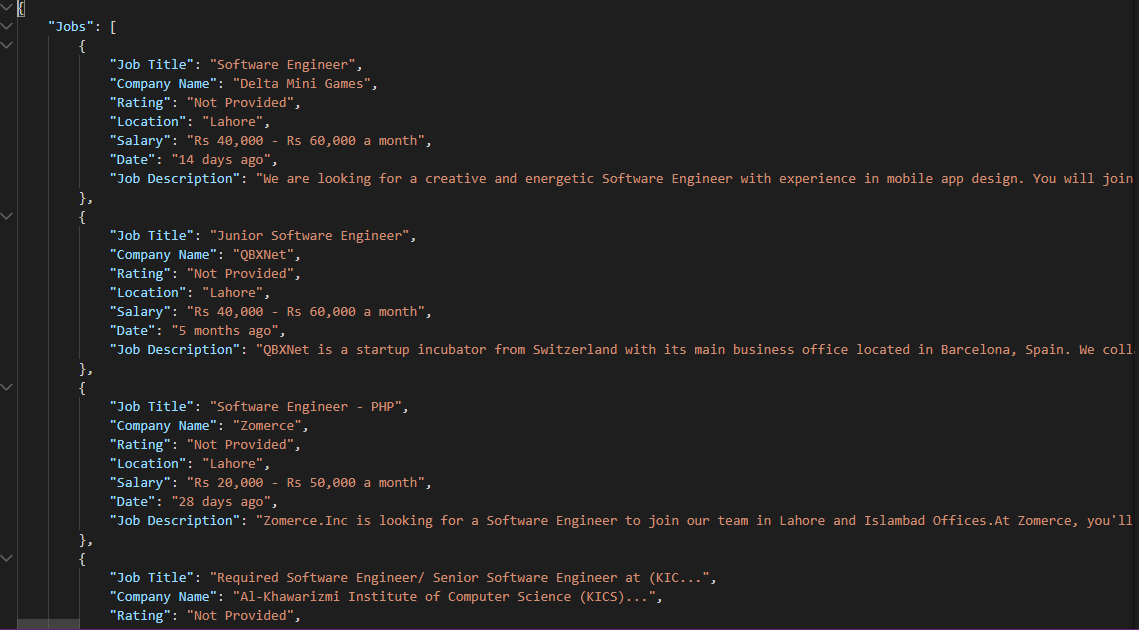 {
"Jobs": [
{
"Job Title": "Software Engineer",
"Company Name": "Delta Mini Games",
"Rating": "Not Provided",
"Location": "Lahore",
"Salary": "Rs 40,000 - Rs 60,000 a month",
"Date": "14 days ago",
"Job Description": "We are looking for a creative and energetic Software Engineer with experience in mobile app design. You will join
},
{
"Job Title": "Junior Software Engineer",
"Company Name": "QBXNet",
"Rating": "Not Provided",
"Location": "Lahore",
"Salary": "Rs 40,000 - Rs 60,000 a month",
"Date": "5 months ago",
"Job Description": "QBXNet is a startup incubator from Switzerland with its main business office located in Barcelona, Spain. We coll
},
{
"Job Title": "Software Engineer - PHP",
"Company Name": "Zomerce",
"Rating": "Not Provided",
"Location": "Lahore",
"Salary": "Rs 20,000 - Rs 50,000 a month",
"Date": "28 days ago",
"Job Description": "Zomerce.Inc is looking for a Software Engineer to join our team in Lahore and Islambad Offices.At Zomerce, you'll
},
{
"Job Title": "Required Software Engineer/ Senior Software Engineer at (KIC...",
"Company Name": "Al-Khawarizmi Institute of Computer Science (KICS)...",
"Rating": "Not Provided",